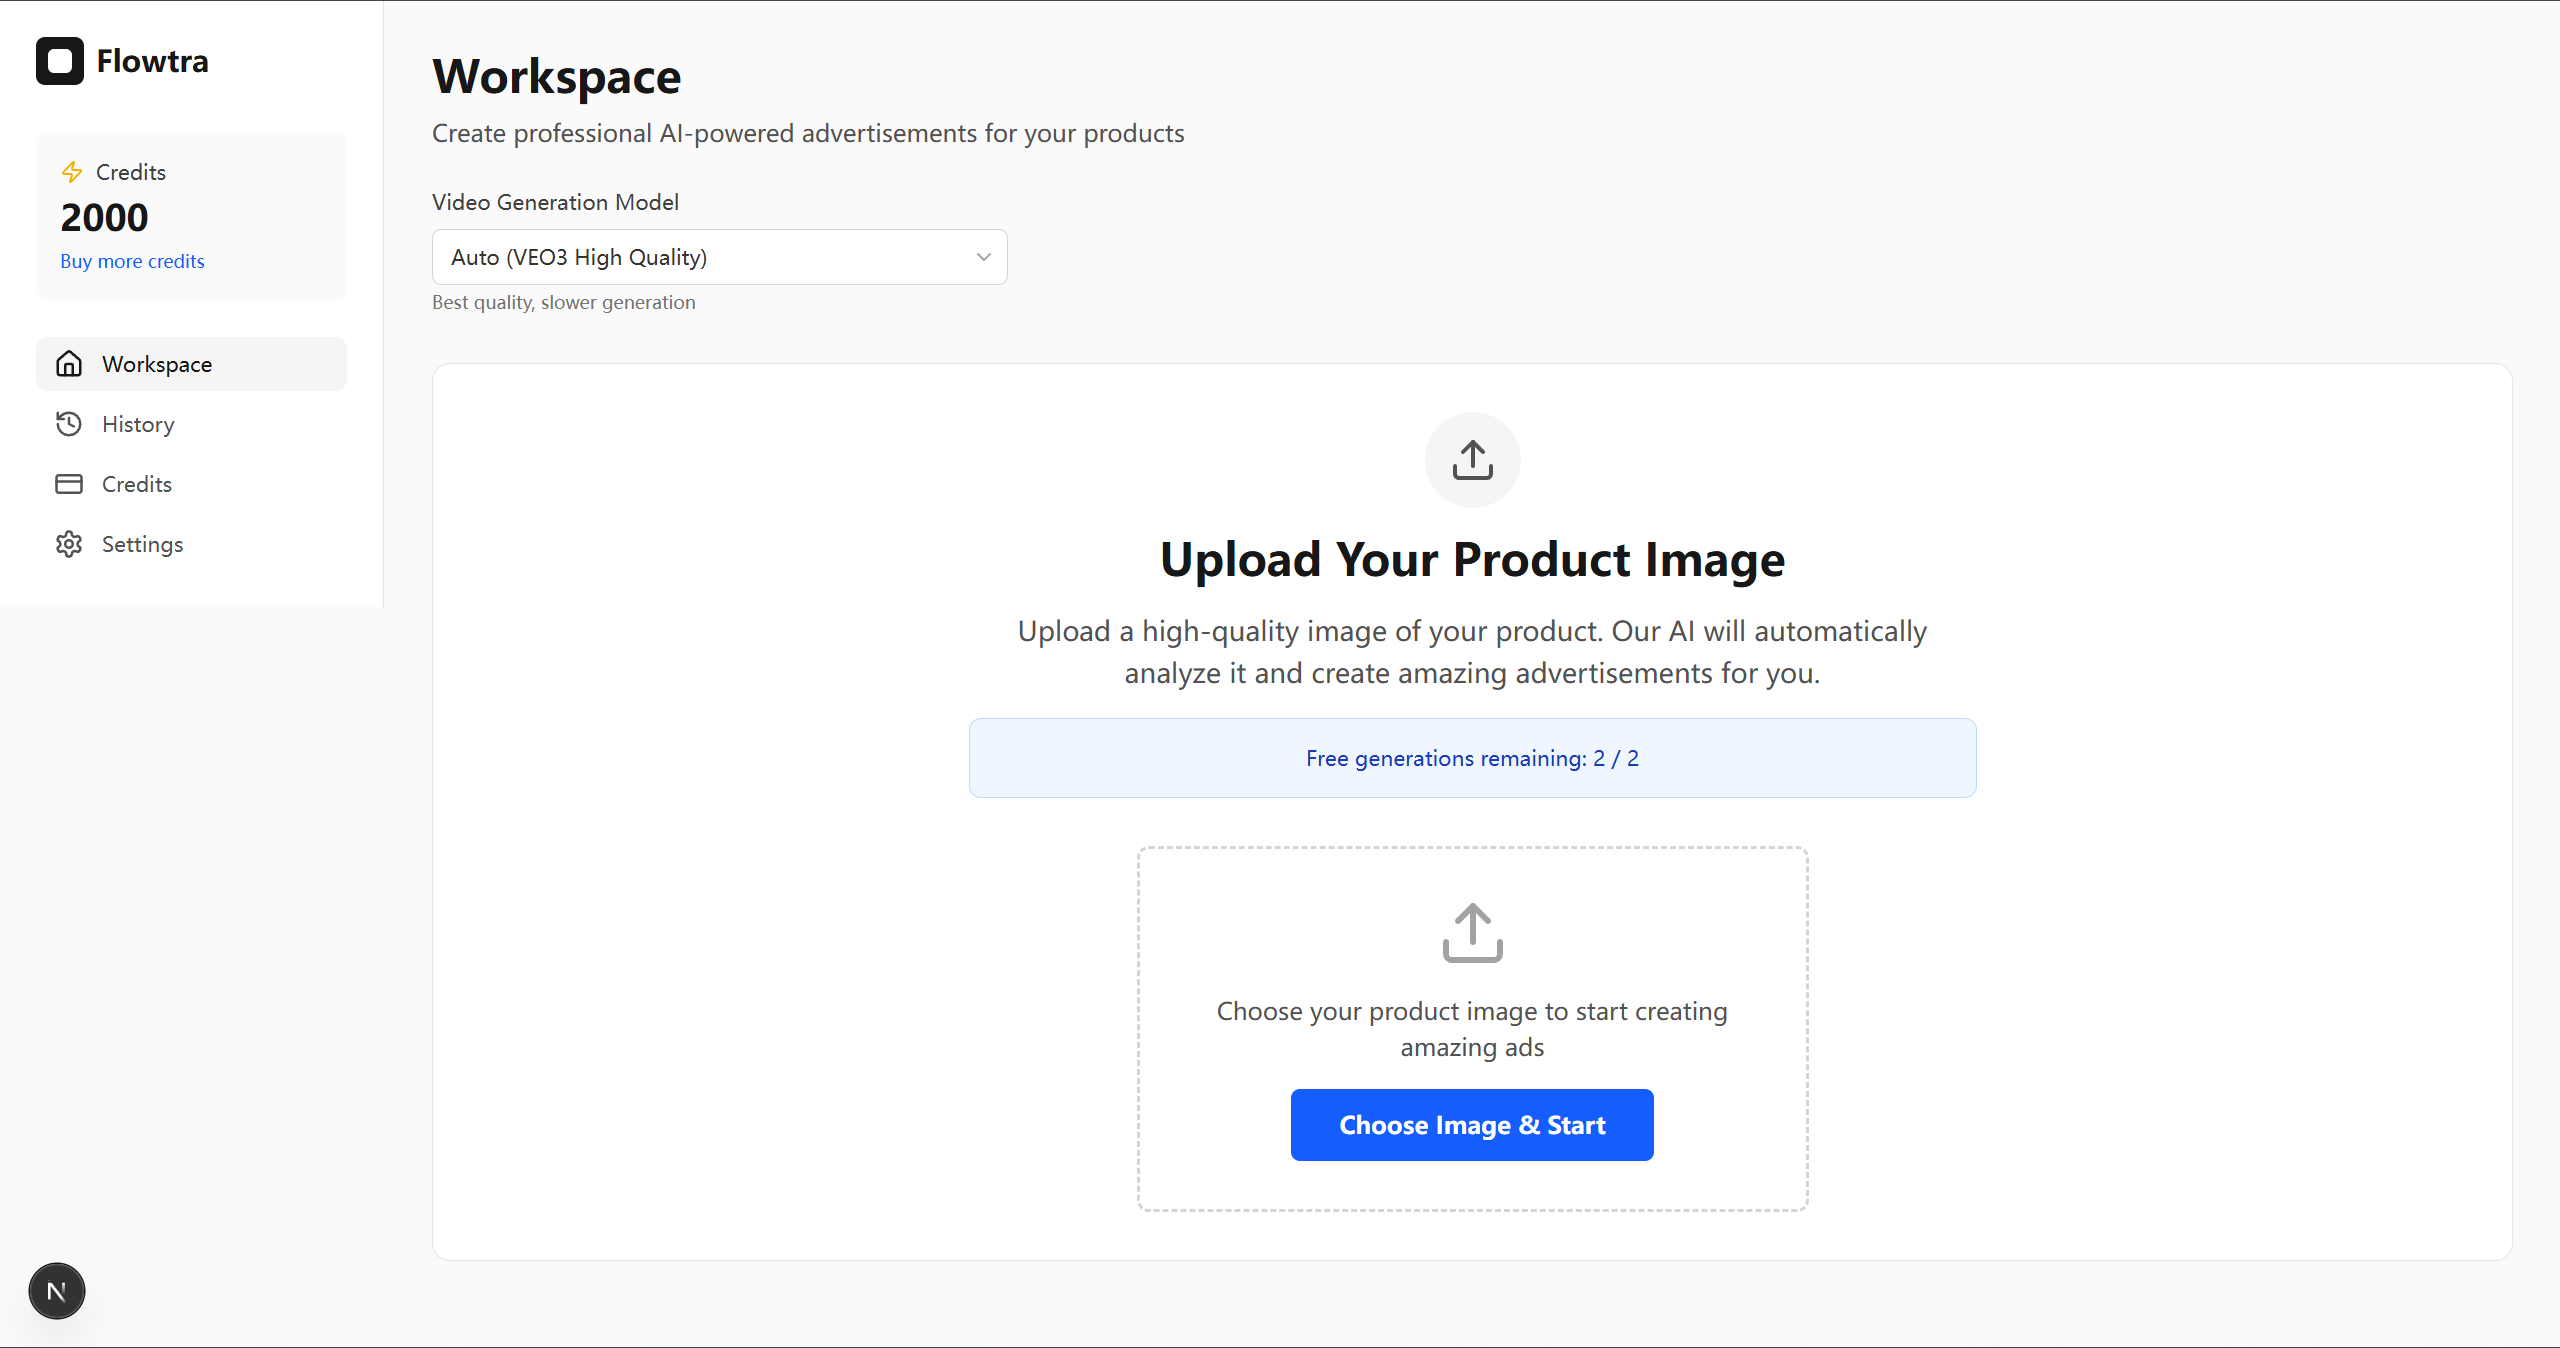 Flowtra
Credits
2000
Buy more credits
Workspace
History
Credits
Settings
N
Workspace
Create professional AI-powered advertisements for your products
Video Generation Model
Auto (VEO3 High Quality)
Best quality, slower generation
Upload Your Product Image
Upload a high-quality image of your product. Our AI will automatically
analyze it and create amazing advertisements for you.
Free generations remaining: 2 / 2
Choose your product image to start creating
amazing ads
Choose Image & Start